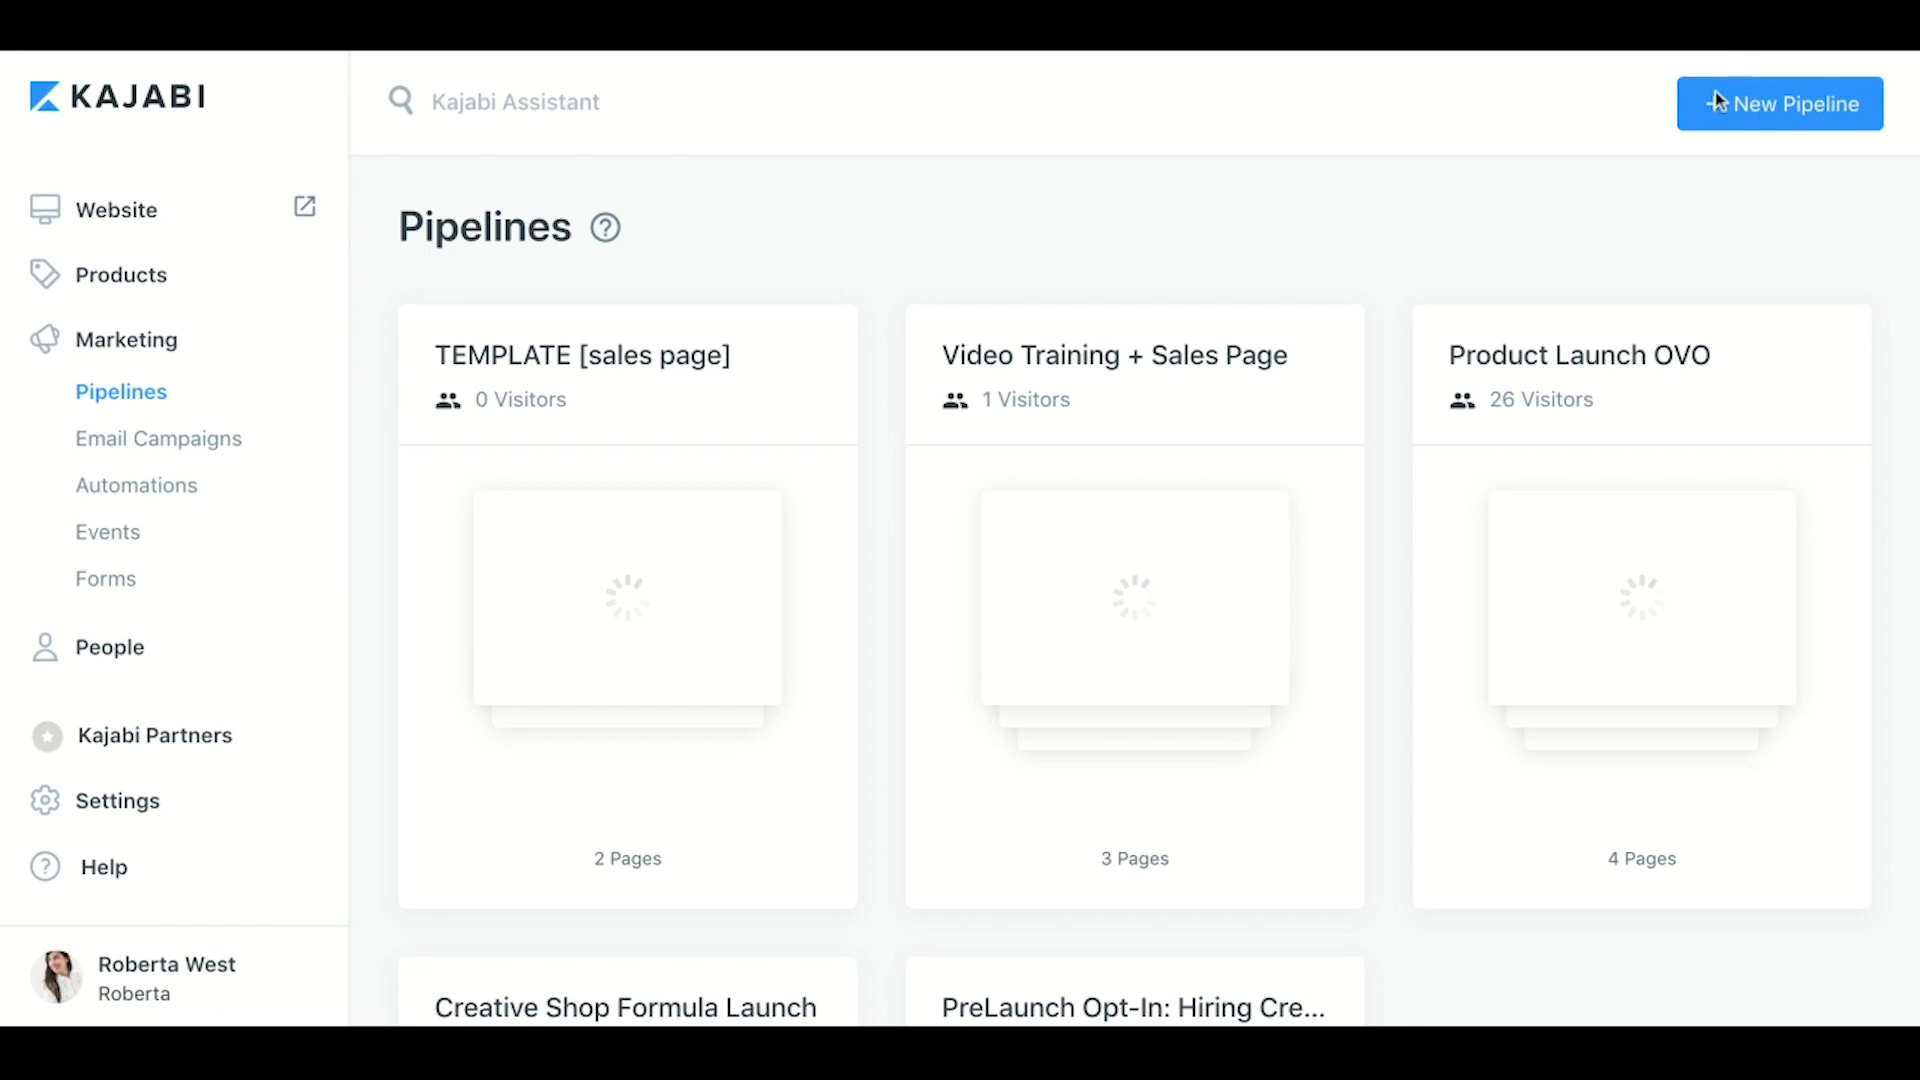 KAJABI
Kajabi Assistant
New Pipeline
Website
Products
Marketing
Pipelines
Email Campaigns
Automations
Events
Forms
People
Kajabi Partners
Settings
Help
Roberta West
Roberta
Pipelines
TEMPLATE [sales page]
0 Visitors
2 Pages
Video Training + Sales Page
1 Visitors
3 Pages
Product Launch OVO
26 Visitors
4 Pages
Creative Shop Formula Launch
PreLaunch Opt-In: Hiring Cre...